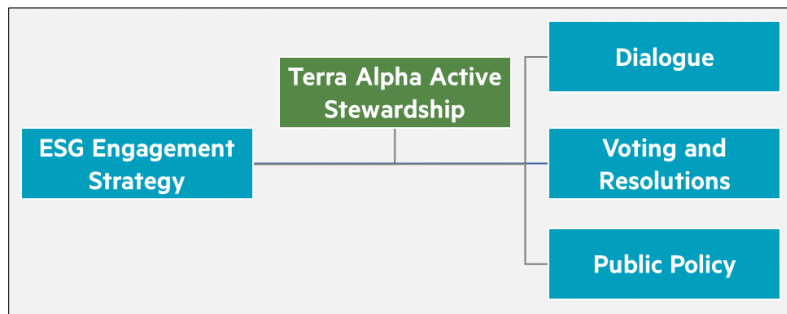 Terra Alpha Active
Stewardship
ESG Engagement
Strategy
Dialogue
Voting and
Resolutions
Public Policy